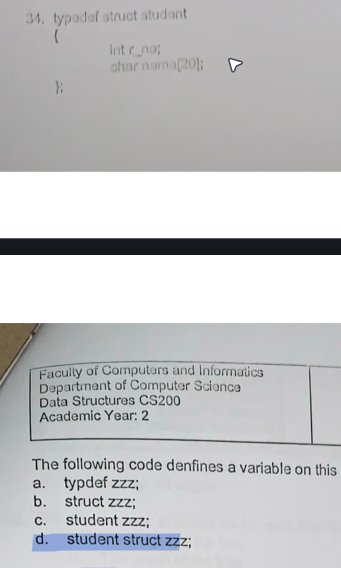 34. typedef struct student
{
int r_no;
char name[20];
};
Faculty of Computers and Informatics
Department of Computer Science
Data Structures CS200
Academic Year: 2
The following code denfines a variable on this
a. typdef zzz;
b. struct zzz;
c. student zzz;
d. student struct zzz;